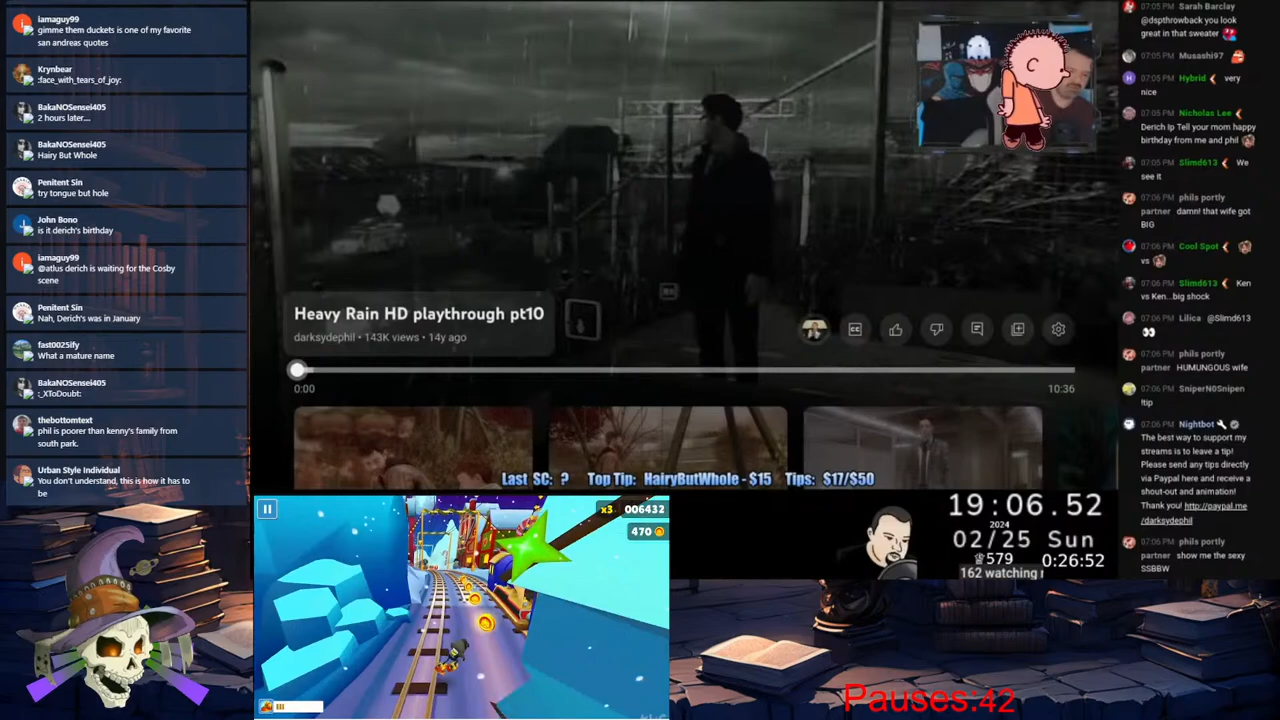 iamaguy99
gimme them duckets is one of my favorite
san andreas quotes
Krynbear
:face_with_tears_of_joy:
BakaNOSensei405
2 hours later...
BakaNOSensei405
Hairy But Whole
Penitent Sin
try tongue but hole
John Bono
is it derich's birthday
iamaguy99
@atlus derich is waiting for the Cosby
scene
Penitent Sin
Nah, Derich's was in January
fast0025ify
What a mature name
BakaNOSensei405
:_XToDoubt:
thebottomtext
phil is poorer than kenny's family from
south park.
Urban Style Individual
You don't understand, this is how it has to
be
Heavy Rain HD playthrough pt10
darksydephil • 143K views • 14y ago
CC
0:00
10:36
Last SC: ? Top Tip: HairyButWhole - $15 Tips: $17/$50
x3 006432
470
19:06.52
2024
02/25 Sun
579
0:26:52
162 watching
Pauses:42
07:05 PM Sarah Barclay
@dspthrowback you look
great in that sweater
07:05 PM Musashi97
07:06 PM Hybrid very
nice
07:06 PM Nicholas Lee
Derich Ip Tell your mom happy
birthday from me and phil
07:05 PM Slimd613 We
see it
07:06 PM phils portly
partner damn! that wife got
BIG
07:06 PM Cool Spot
vs
07:06 PM Slimd613 Ken
vs Ken...big shock
07:06 PM Lilica @Slimd613
07:06 PM phils portly
partner HUMUNGOUS wife
07:06 PM SniperN0Snipen
!tip
07:06 PM Nightbot
The best way to support my
streams is to leave a tip!
Please send any tips directly
via Paypal here and receive a
shout-out and animation!
Thank you! http://paypal.me
/darksydephil
07:06 PM phils portly
partner show me the sexy
SSBBW